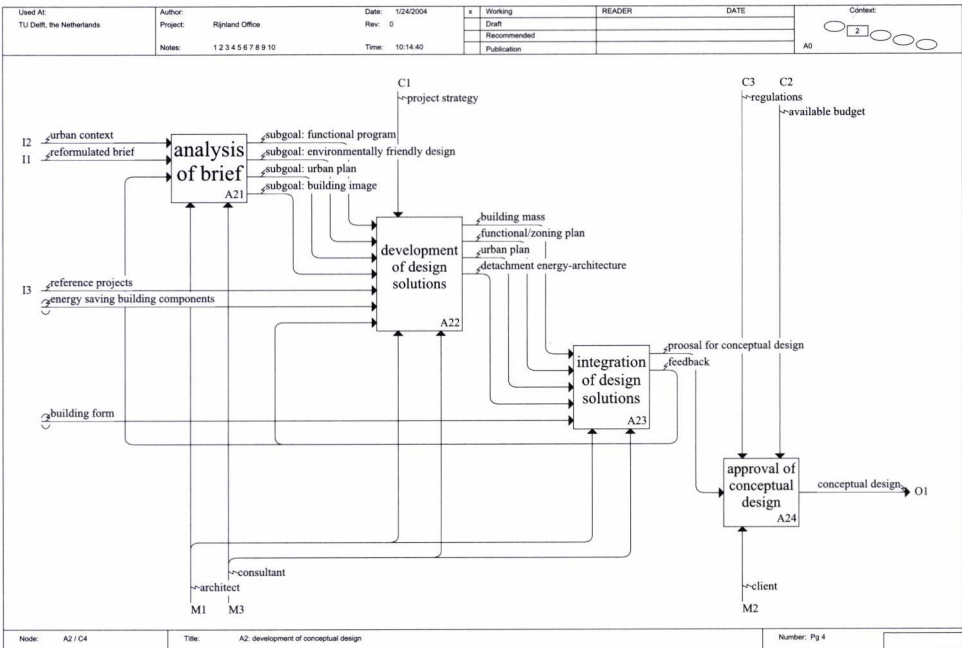 Used At:
TU Delft, the Netherlands
Author:
Project: Rijnland Office
Notes: 1 2 3 4 5 6 7 8 9 10
Date: 1/24/2004
Rev: 0
Time: 10:14:40
x Working
Draft
Recommended
Publication
READER DATE
Context:
2
A0
C1
project strategy
C3 C2
regulations
available budget
I2 urban context
I1 reformulated brief
analysis
of brief
A21
subgoal: functional program
subgoal: environmentally friendly design
subgoal: urban plan
subgoal: building image
development
of design
solutions
A22
building mass
functional/zoning plan
urban plan
detachment energy-architecture
I3 reference projects
energy saving building components
integration
of design
solutions
A23
proosal for conceptual design
feedback
building form
approval of
conceptual
design
A24
conceptual design O1
consultant
architect
M1 M3
client
M2
Node: A2 / C4
Title: A2: development of conceptual design
Number: Pg 4